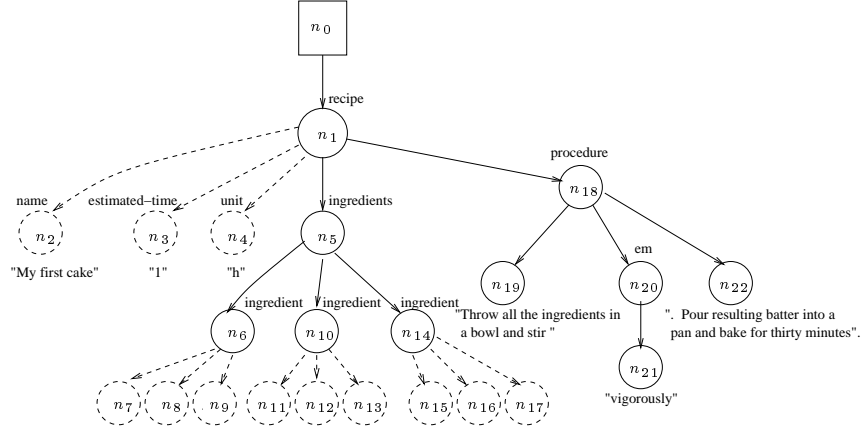 n0
recipe
n1
procedure
n18
name
estimated-time
unit
ingredients
n2
n3
n4
n5
em
"My first cake"
"1"
"h"
n19
n20
n22
ingredient
ingredient
ingredient
"Throw all the ingredients in
a bowl and stir "
".  Pour resulting batter into a
pan and bake for thirty minutes".
n6
n10
n14
n21
"vigorously"
n7
n8
n9
n11
n12
n13
n15
n16
n17